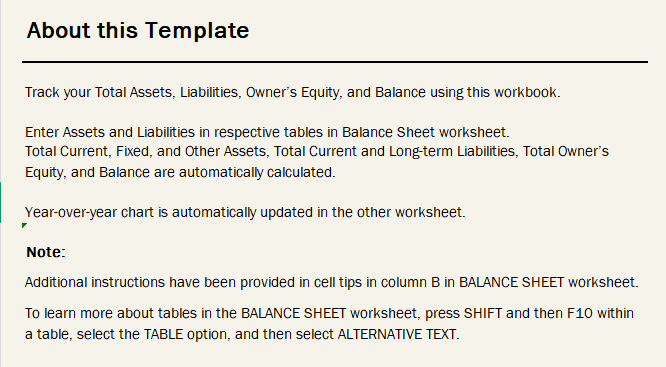 About this Template
Track your Total Assets, Liabilities, Owner’s Equity, and Balance using this workbook.
Enter Assets and Liabilities in respective tables in Balance Sheet worksheet.
Total Current, Fixed, and Other Assets, Total Current and Long-term Liabilities, Total Owner’s
Equity, and Balance are automatically calculated.
Year-over-year chart is automatically updated in the other worksheet.
Note:
Additional instructions have been provided in cell tips in column B in BALANCE SHEET worksheet.
To learn more about tables in the BALANCE SHEET worksheet, press SHIFT and then F10 within
a table, select the TABLE option, and then select ALTERNATIVE TEXT.